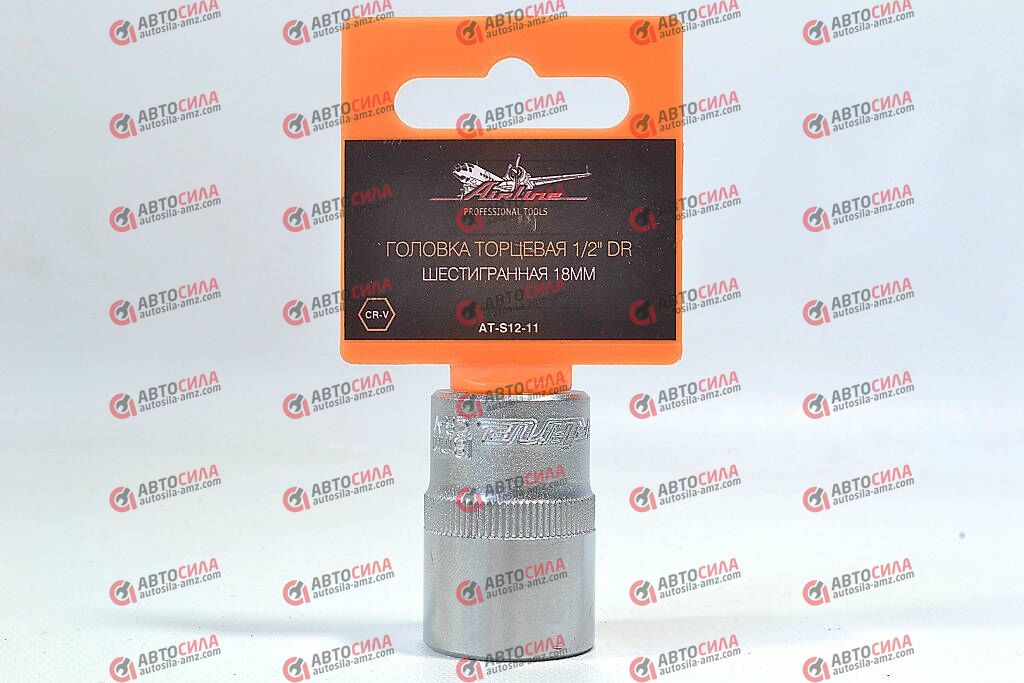 Airline
PROFESSIONAL TOOLS
ГОЛОВКА ТОРЦЕВАЯ 1/2" DR
ШЕСТИГРАННАЯ 18ММ
CR-V
AT-S12-11
АВТОСИЛА
autosila-amz.com